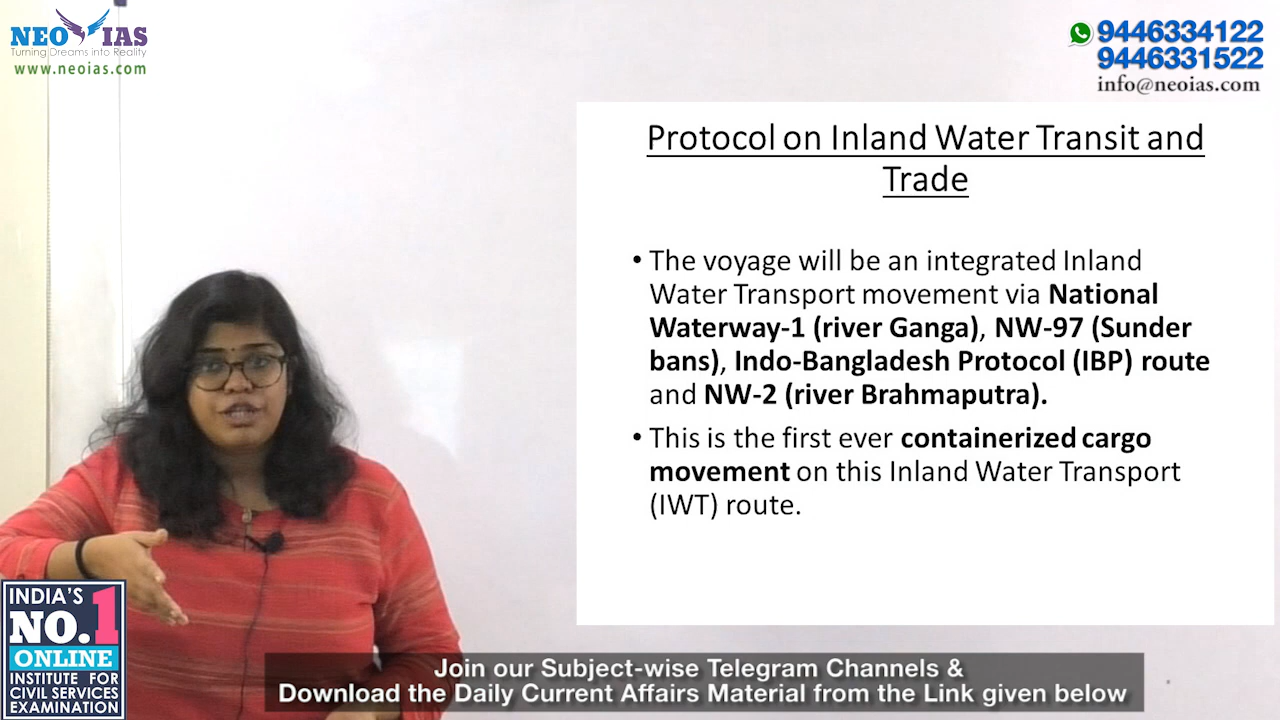 NEO IAS
Turning Dreams into Reality
www.neoias.com
9446334122
9446331522
info@neoias.com
Protocol on Inland Water Transit and
Trade
• The voyage will be an integrated Inland
Water Transport movement via National
Waterway-1 (river Ganga), NW-97 (Sunder
bans), Indo-Bangladesh Protocol (IBP) route
and NW-2 (river Brahmaputra).
• This is the first ever containerized cargo
movement on this Inland Water Transport
(IWT) route.
INDIA'S
NO.1
ONLINE
INSTITUTE FOR
CIVIL SERVICES
EXAMINATION
Join our Subject-wise Telegram Channels &
Download the Daily Current Affairs Material from the Link given below